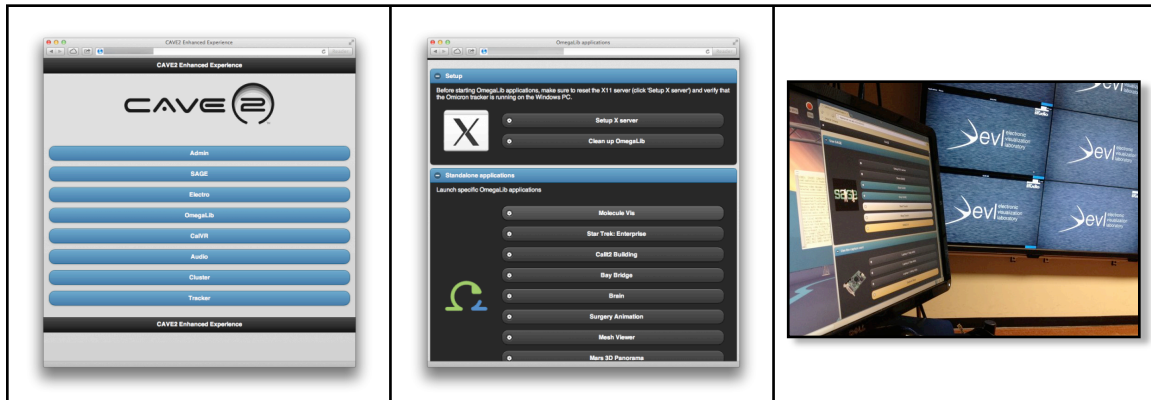 CAVE2 Enhanced Experience
CAVE2 Enhanced Experience
CAVE 2
Admin
SAGE
Electro
OmegaLib
CalVR
Audio
Cluster
Tracker
CAVE2 Enhanced Experience
OmegaLib applications
Setup
Before starting OmegaLib applications, make sure to reset the X11 server (click 'Setup X server') and verify that
the Omicron tracker is running on the Windows PC.
X
Setup X server
Clean up OmegaLib
Standalone applications
Launch specific OmegaLib applications
Molecule Vis
Star Trek: Enterprise
Calit2 Building
Bay Bridge
Brain
Surgery Animation
Mesh Viewer
Mars 3D Panorama
SAGE
DELL
evl electronic
visualization
laboratory
evl electronic
visualization
laboratory
evl electronic
visualization
laboratory
evl electronic
visualization
laboratory